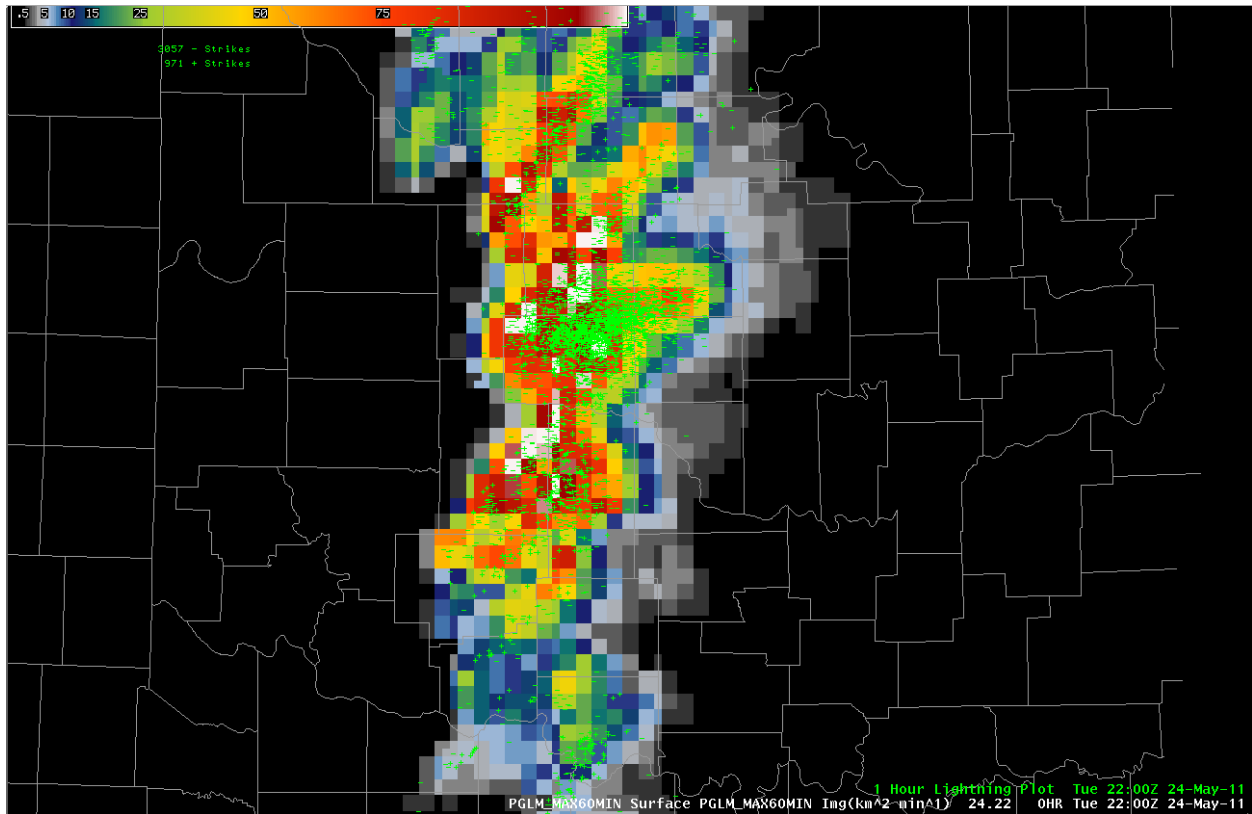 .5 5 10 15 25 50 75
3057 - Strikes
971 + Strikes
1 Hour Lightning Plot Tue 22:00Z 24-May-11
PGLM_MAX60MIN Surface PGLM_MAX60MIN Img(km^2 min^1) 24.22 0HR Tue 22:00Z 24-May-11